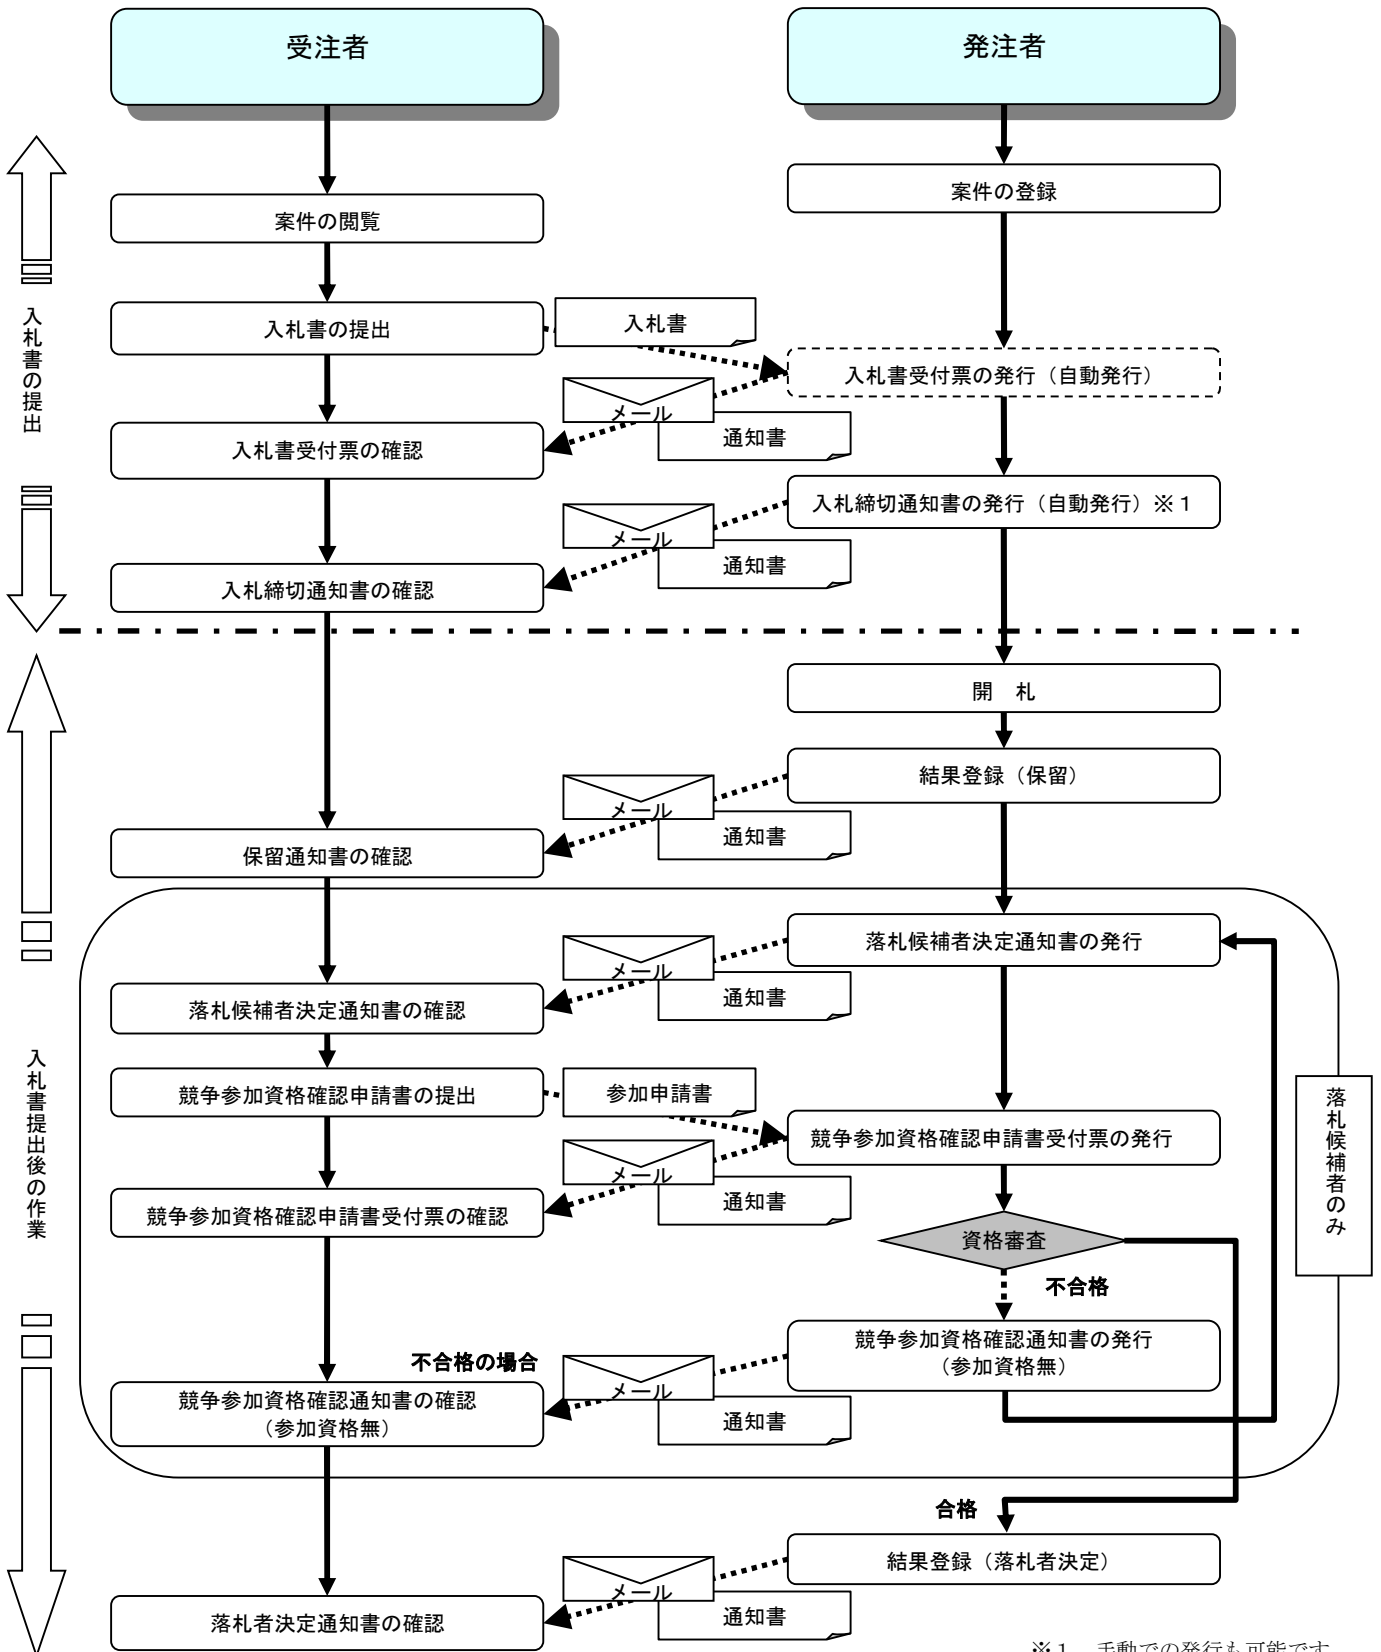 受注者
発注者
案件の登録
案件の閲覧
入札書の提出
入札書の提出
入札書
入札書受付票の発行（自動発行）
メール
通知書
入札書受付票の確認
入札締切通知書の発行（自動発行）※１
メール
通知書
入札締切通知書の確認
開　札
結果登録（保留）
メール
通知書
保留通知書の確認
落札候補者決定通知書の発行
メール
通知書
落札候補者決定通知書の確認
入札書提出後の作業
落札候補者のみ
競争参加資格確認申請書の提出
参加申請書
競争参加資格確認申請書受付票の発行
メール
通知書
競争参加資格確認申請書受付票の確認
資格審査
不合格
競争参加資格確認通知書の発行
（参加資格無）
不合格の場合
メール
通知書
競争参加資格確認通知書の確認
（参加資格無）
合格
結果登録（落札者決定）
メール
通知書
落札者決定通知書の確認
※１　手動での発行も可能です